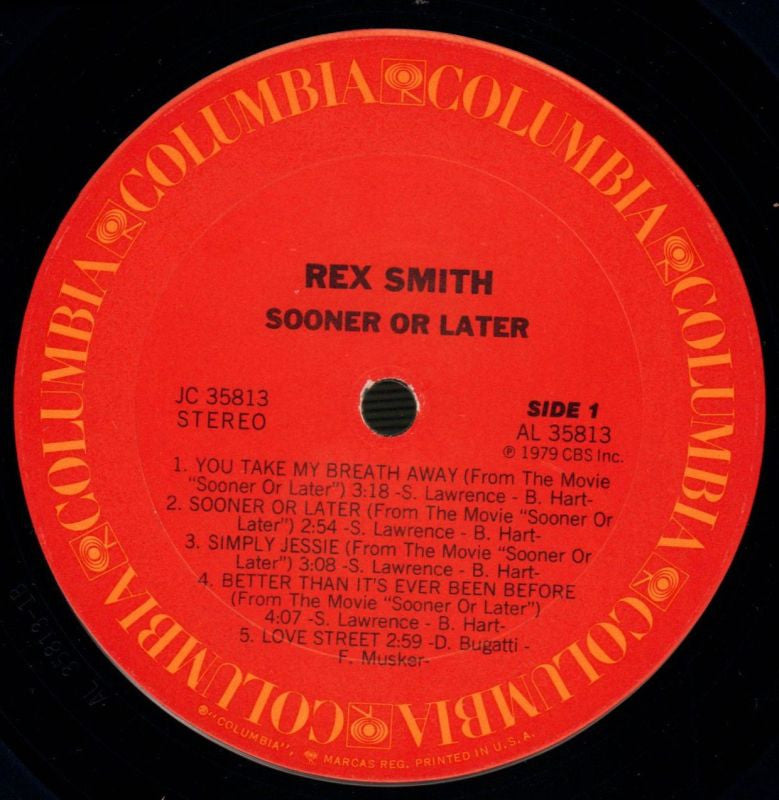 COLUMBIA COLUMBIA COLUMBIA COLUMBIA COLUMBIA COLUMBIA COLUMBIA
REX SMITH
SOONER OR LATER
JC 35813
STEREO
SIDE 1
AL 35813
℗ 1979 CBS Inc.
1. YOU TAKE MY BREATH AWAY (From The Movie
"Sooner Or Later") 3:18 -S. Lawrence - B. Hart-
2. SOONER OR LATER (From The Movie "Sooner Or
Later") 2:54 -S. Lawrence - B. Hart-
3. SIMPLY JESSIE (From The Movie "Sooner Or
Later") 3:08 -S. Lawrence - B. Hart-
4. BETTER THAN IT'S EVER BEEN BEFORE
(From The Movie "Sooner Or Later")
4:07 -S. Lawrence - B. Hart-
5. LOVE STREET 2:59 -D. Bugatti -
F. Musker-
®"COLUMBIA", MARCAS REG. PRINTED IN U.S.A.
AL 35813-1B